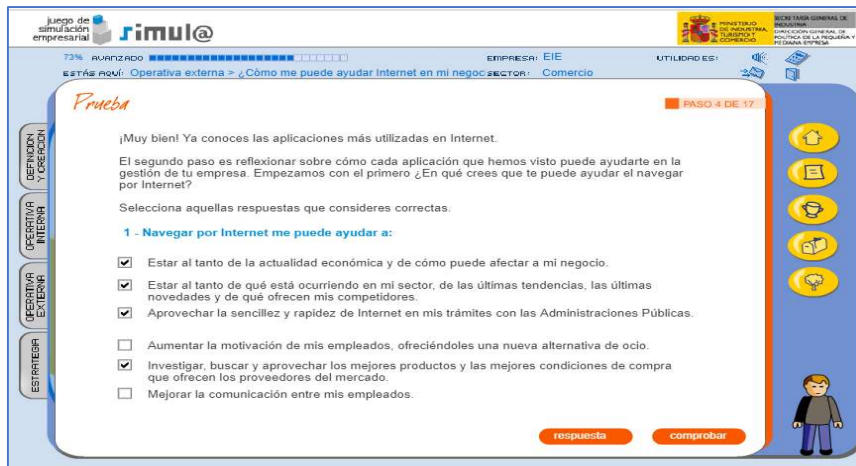 juego de
simulación
empresarial
simul@
MINISTERIO
DE INDUSTRIA,
TURISMO Y
COMERCIO
SECRETARÍA GENERAL DE
INDUSTRIA
DIRECCIÓN GENERAL DE
POLÍTICA DE LA PEQUEÑA Y
MEDIANA EMPRESA
73% AVANZADO
EMPRESA: EIE
UTILIDADES:
ESTÁS AQUÍ: Operativa externa > ¿Cómo me puede ayudar Internet en mi negoc
SECTOR: Comercio
Prueba
PASO 4 DE 17
DEFINICION
Y CREACION
OPERATIVA
INTERNA
OPERATIVA
EXTERNA
ESTRATEGIA
¡Muy bien! Ya conoces las aplicaciones más utilizadas en Internet.
El segundo paso es reflexionar sobre cómo cada aplicación que hemos visto puede ayudarte en la
gestión de tu empresa. Empezamos con el primero ¿En qué crees que te puede ayudar el navegar
por Internet?
Selecciona aquellas respuestas que consideres correctas.
1 - Navegar por Internet me puede ayudar a:
Estar al tanto de la actualidad económica y de cómo puede afectar a mi negocio.
Estar al tanto de qué está ocurriendo en mi sector, de las últimas tendencias, las últimas
novedades y de qué ofrecen mis competidores.
Aprovechar la sencillez y rapidez de Internet en mis trámites con las Administraciones Públicas.
Aumentar la motivación de mis empleados, ofreciéndoles una nueva alternativa de ocio.
Investigar, buscar y aprovechar los mejores productos y las mejores condiciones de compra
que ofrecen los proveedores del mercado.
Mejorar la comunicación entre mis empleados.
respuesta
comprobar